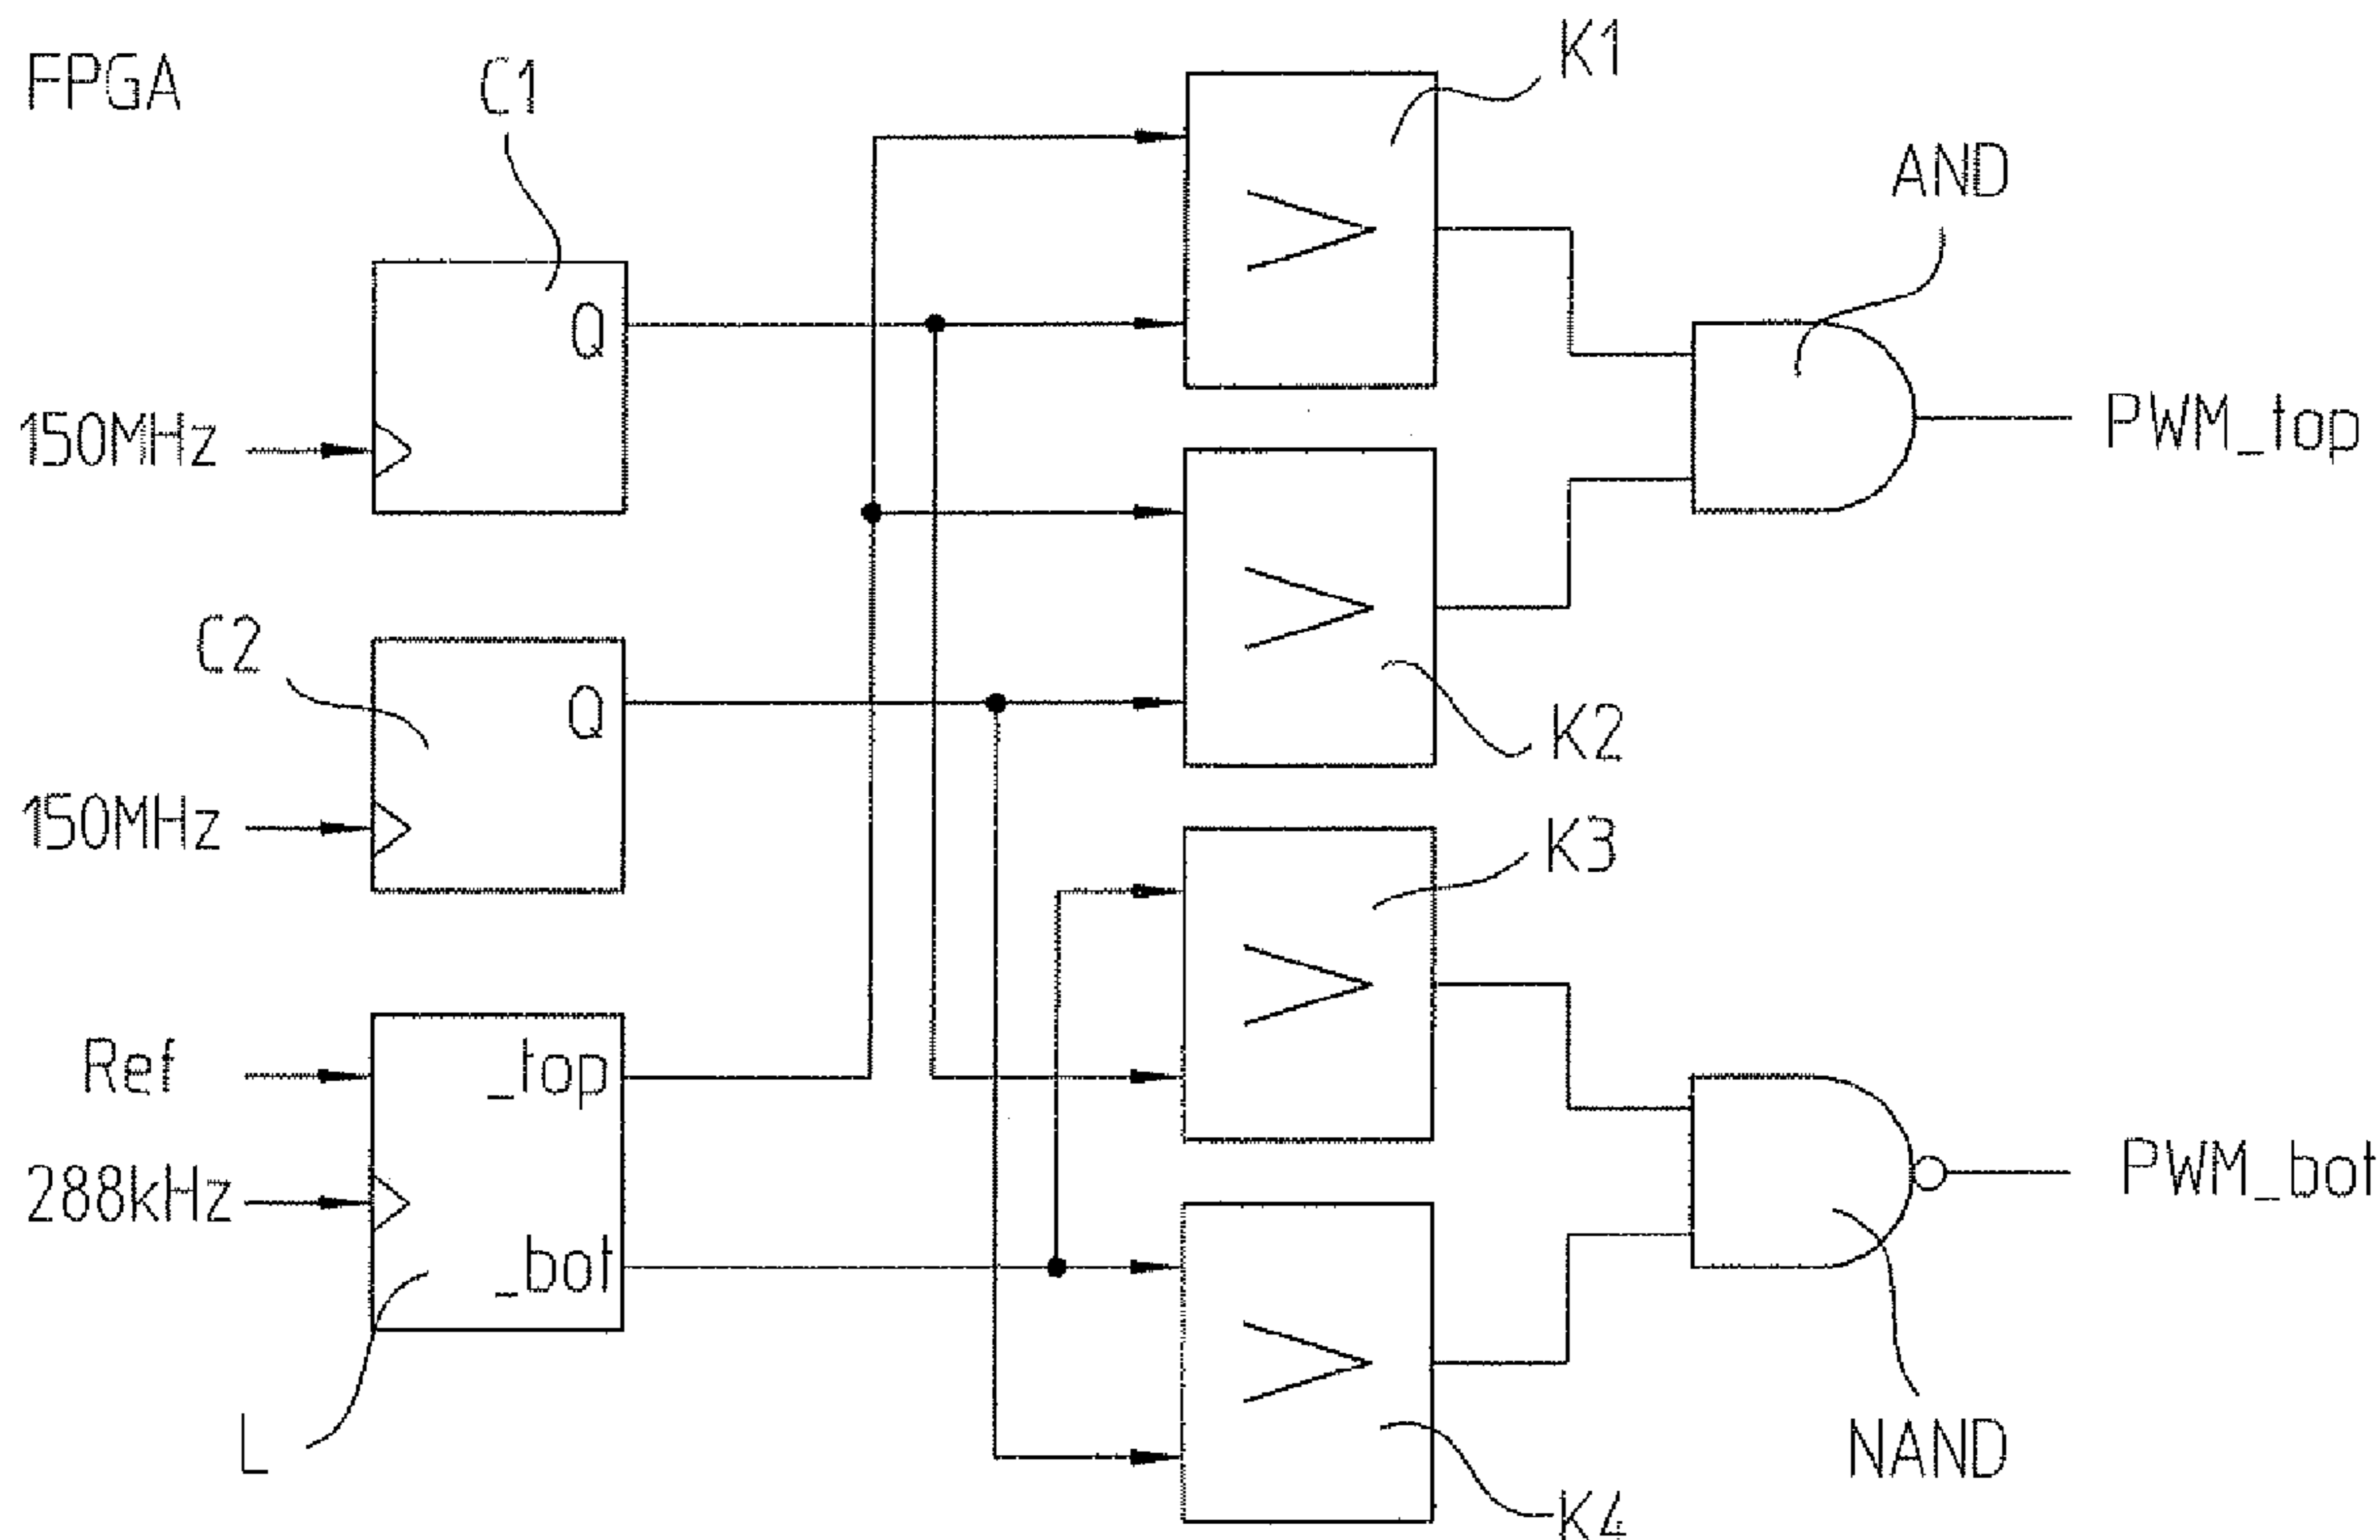 FPGA
C1
K1
AND
Q
150MHz
PWM_top
C2
Q
K2
150MHz
K3
Ref
_top
288kHz
_bot
PWM_bot
L
NAND
K4